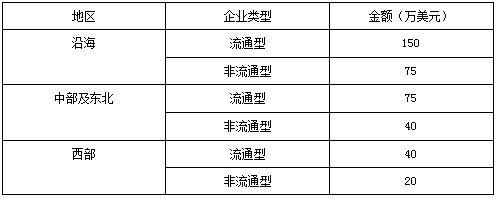 地区 企业类型 金额（万美元）
沿海 流通型 150
非流通型 75
中部及东北 流通型 75
非流通型 40
西部 流通型 40
非流通型 20